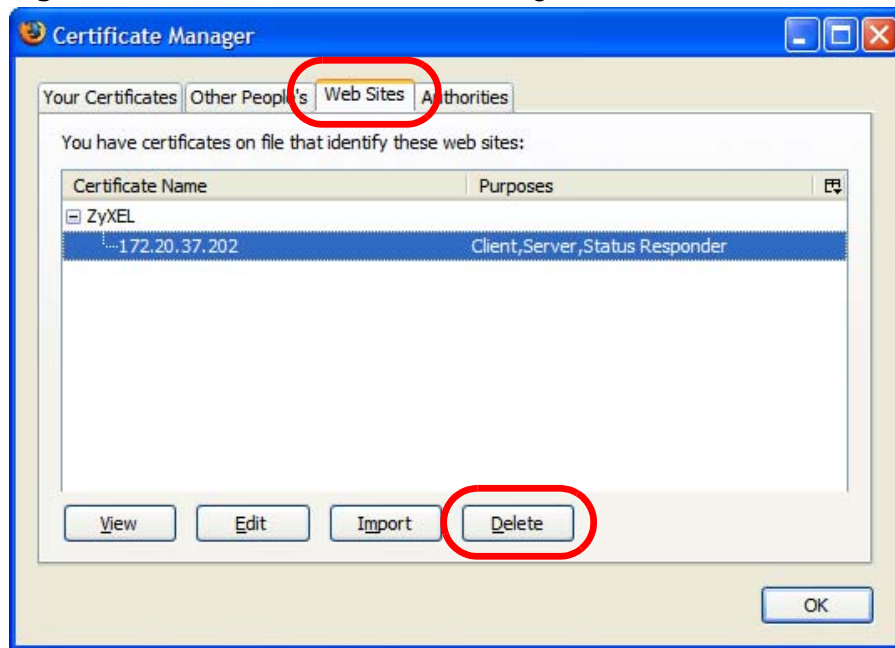 Certificate Manager
Your Certificates Other People's Web Sites Authorities
You have certificates on file that identify these web sites:
Certificate Name Purposes
ZyXEL
172.20.37.202 Client,Server,Status Responder
View Edit Import Delete
OK